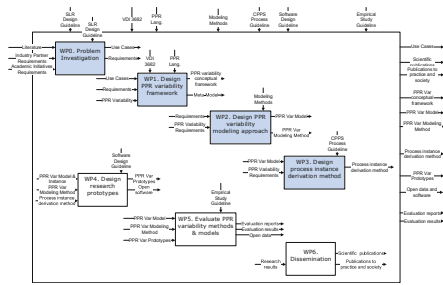 SLR
Design
Guideline
VDI 3682
PPR
Lang.
Modeling
Methods
CPPS
Process
Guideline
Software
Design
Guideline
Empirical
Study
Guideline
Literature
Industry Partner
Requirements
Academic Initiatives
Requirements
SLR
Design
Guideline
WP0. Problem
Investigation
Use Cases
Requirements
VDI
3682
PPR
Lang.
Use Cases
Requirements
PPR Variability
WP1. Design PPR
variability
framework
PPR variability
conceptual
framework
Meta-Model
Modeling
Methods
Requirements
PPR Variability
Requirements
WP2. Design PPR
variability
modeling approach
PPR Var Model
PPR Var
Modeling Method
CPPS
Process
Guideline
PPR Var Model
PPR Variability
Requirements
WP3. Design
process instance
derivation method
Process instance
derivation method
Software
Design
Guideline
PPR Var Model &
Instance
PPR Var
Modeling Method
Process instance
derivation method
WP4. Design
research
prototypes
PPR Var
Prototypes
Open
software
Empirical
Study
Guideline
PPR Var Model
PPR Var Modeling
Method
PPR Var Prototypes
WP5. Evaluate PPR
variability methods
& models
Evaluation reports
Evaluation results
Open data
Research
results
WP6.
Dissemination
Scientific publications
Publications to
practice and society
Use Cases
Scientific
publications
Publications to
practice and society
PPR Var
conceptual
framework
PPR Var Model
PPR Var
Modeling Method
Process instance
derivation method
PPR Var
Prototypes
Open data and
software
Evaluation reports
Evaluation results